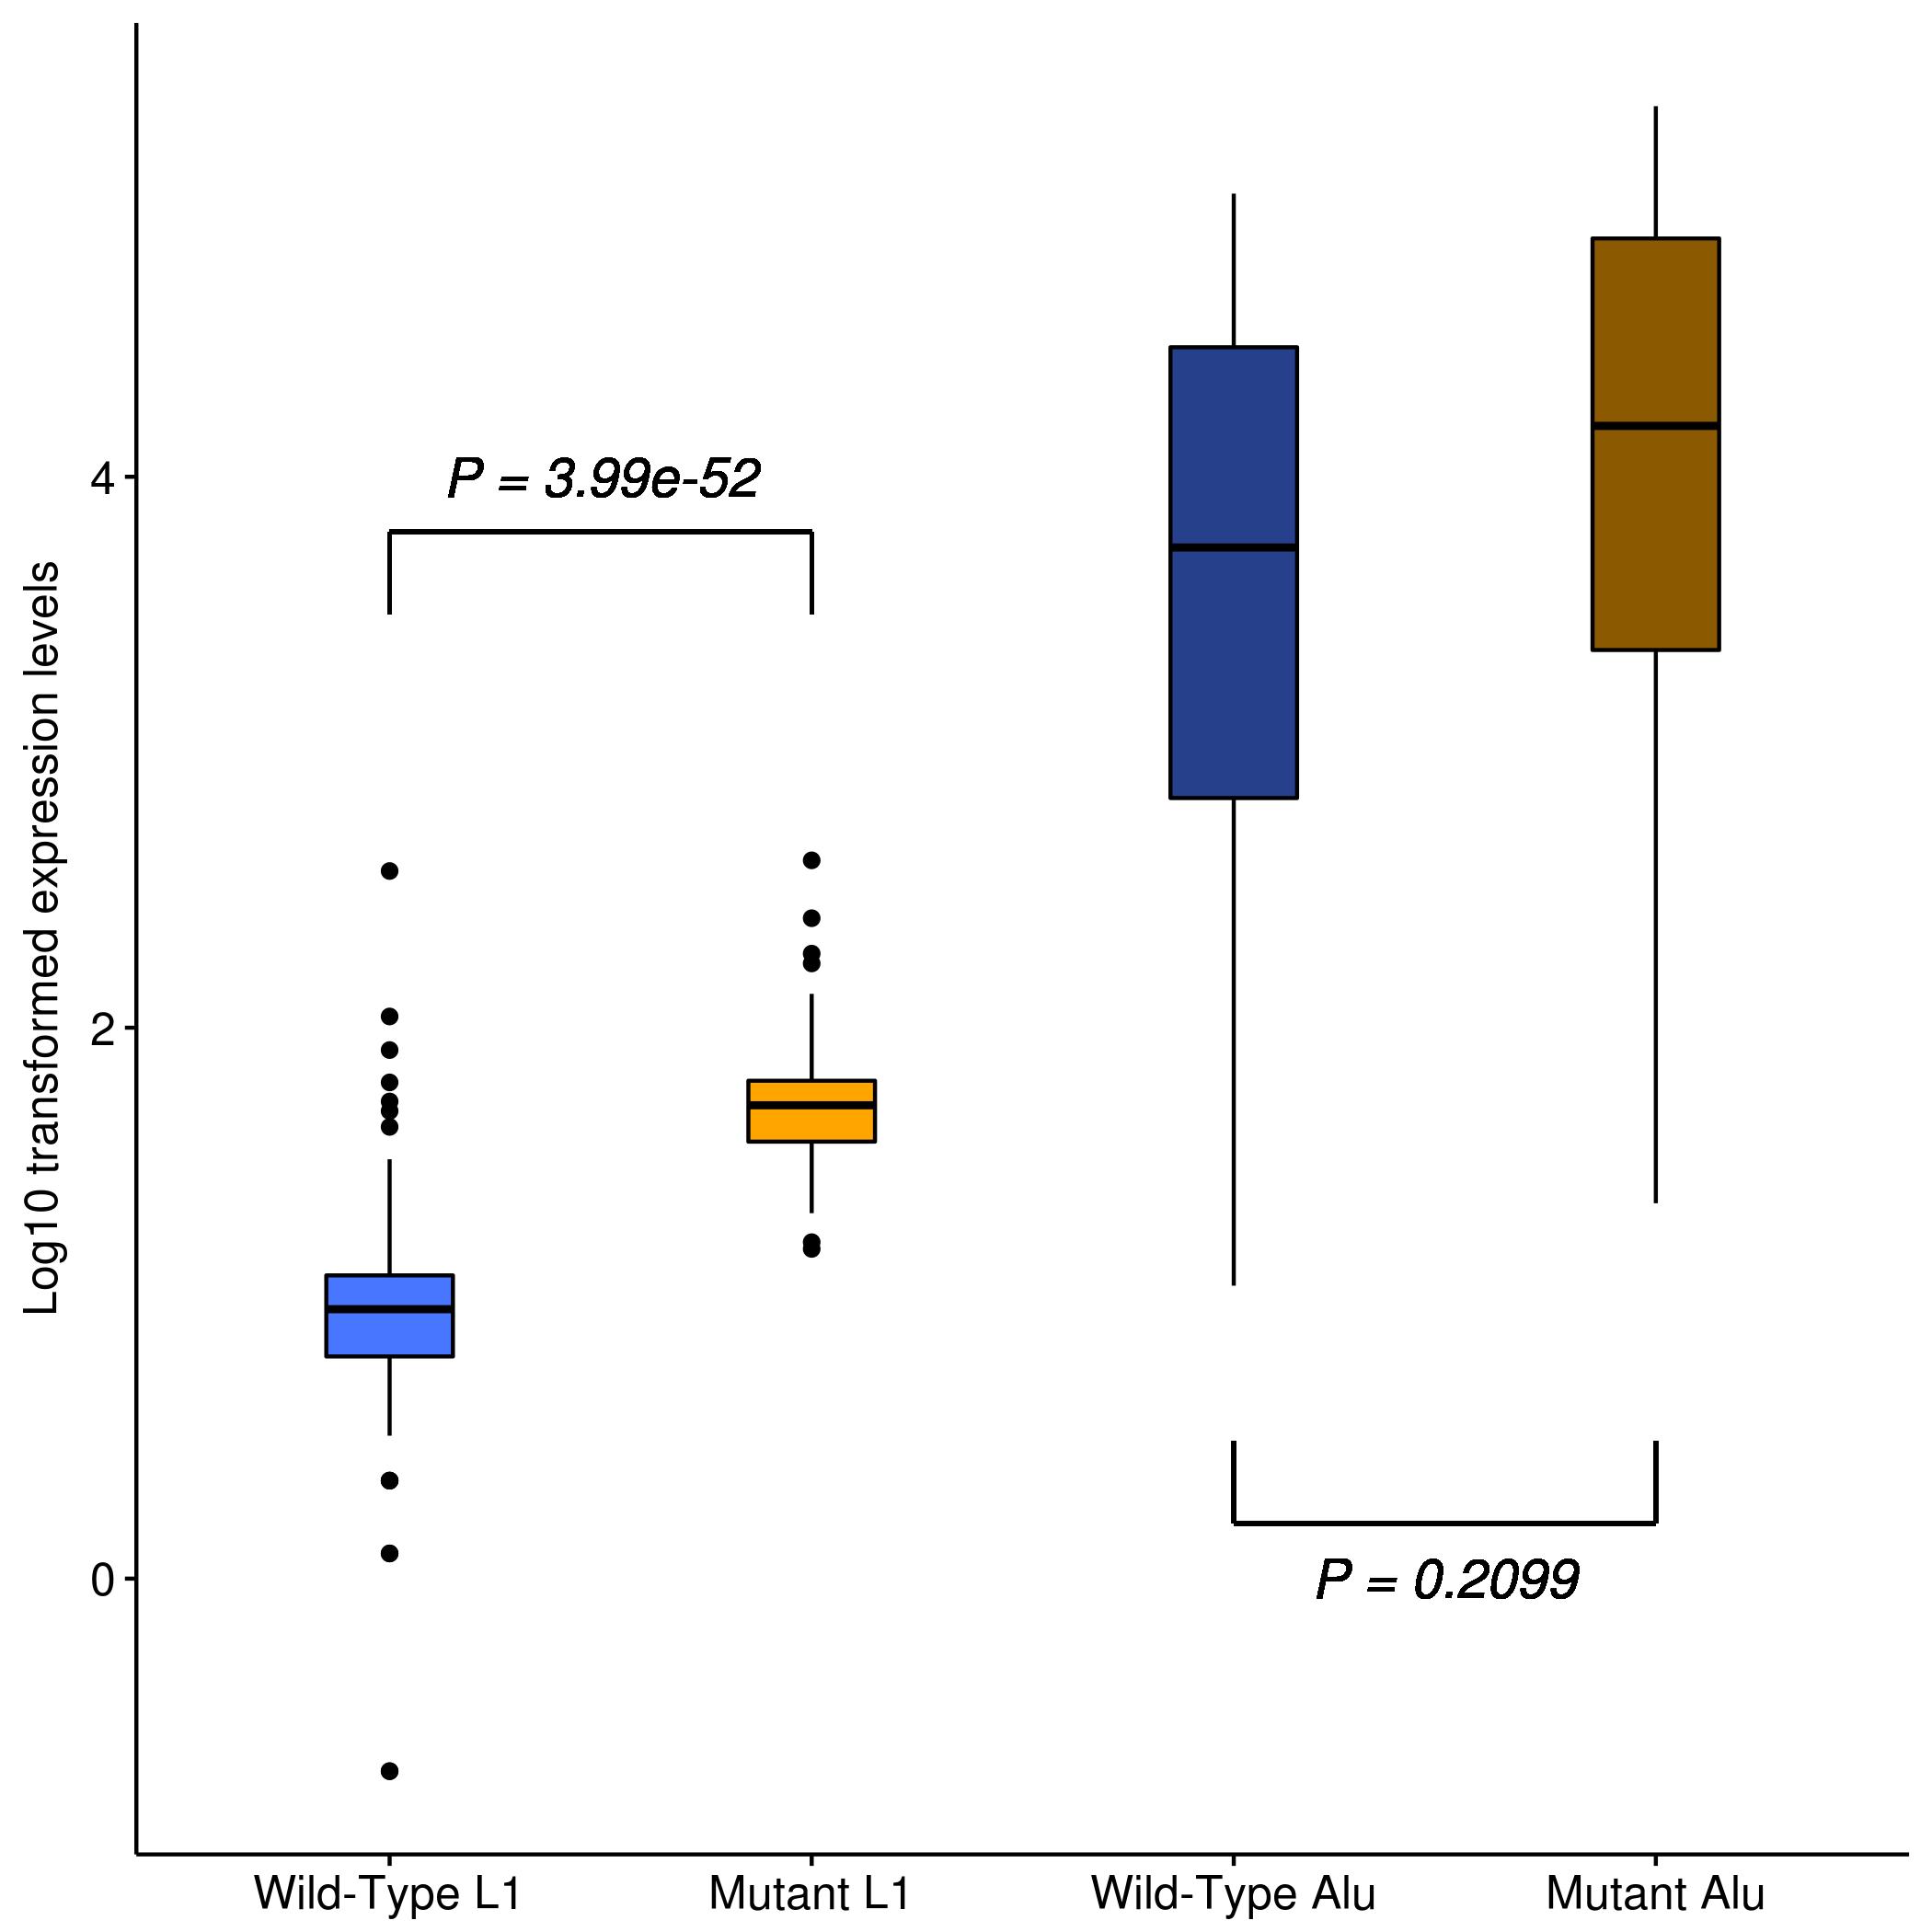 Log10 transformed expression levels
4
2
0
P = 3.99e-52
P = 0.2099
Wild-Type L1
Mutant L1
Wild-Type Alu
Mutant Alu